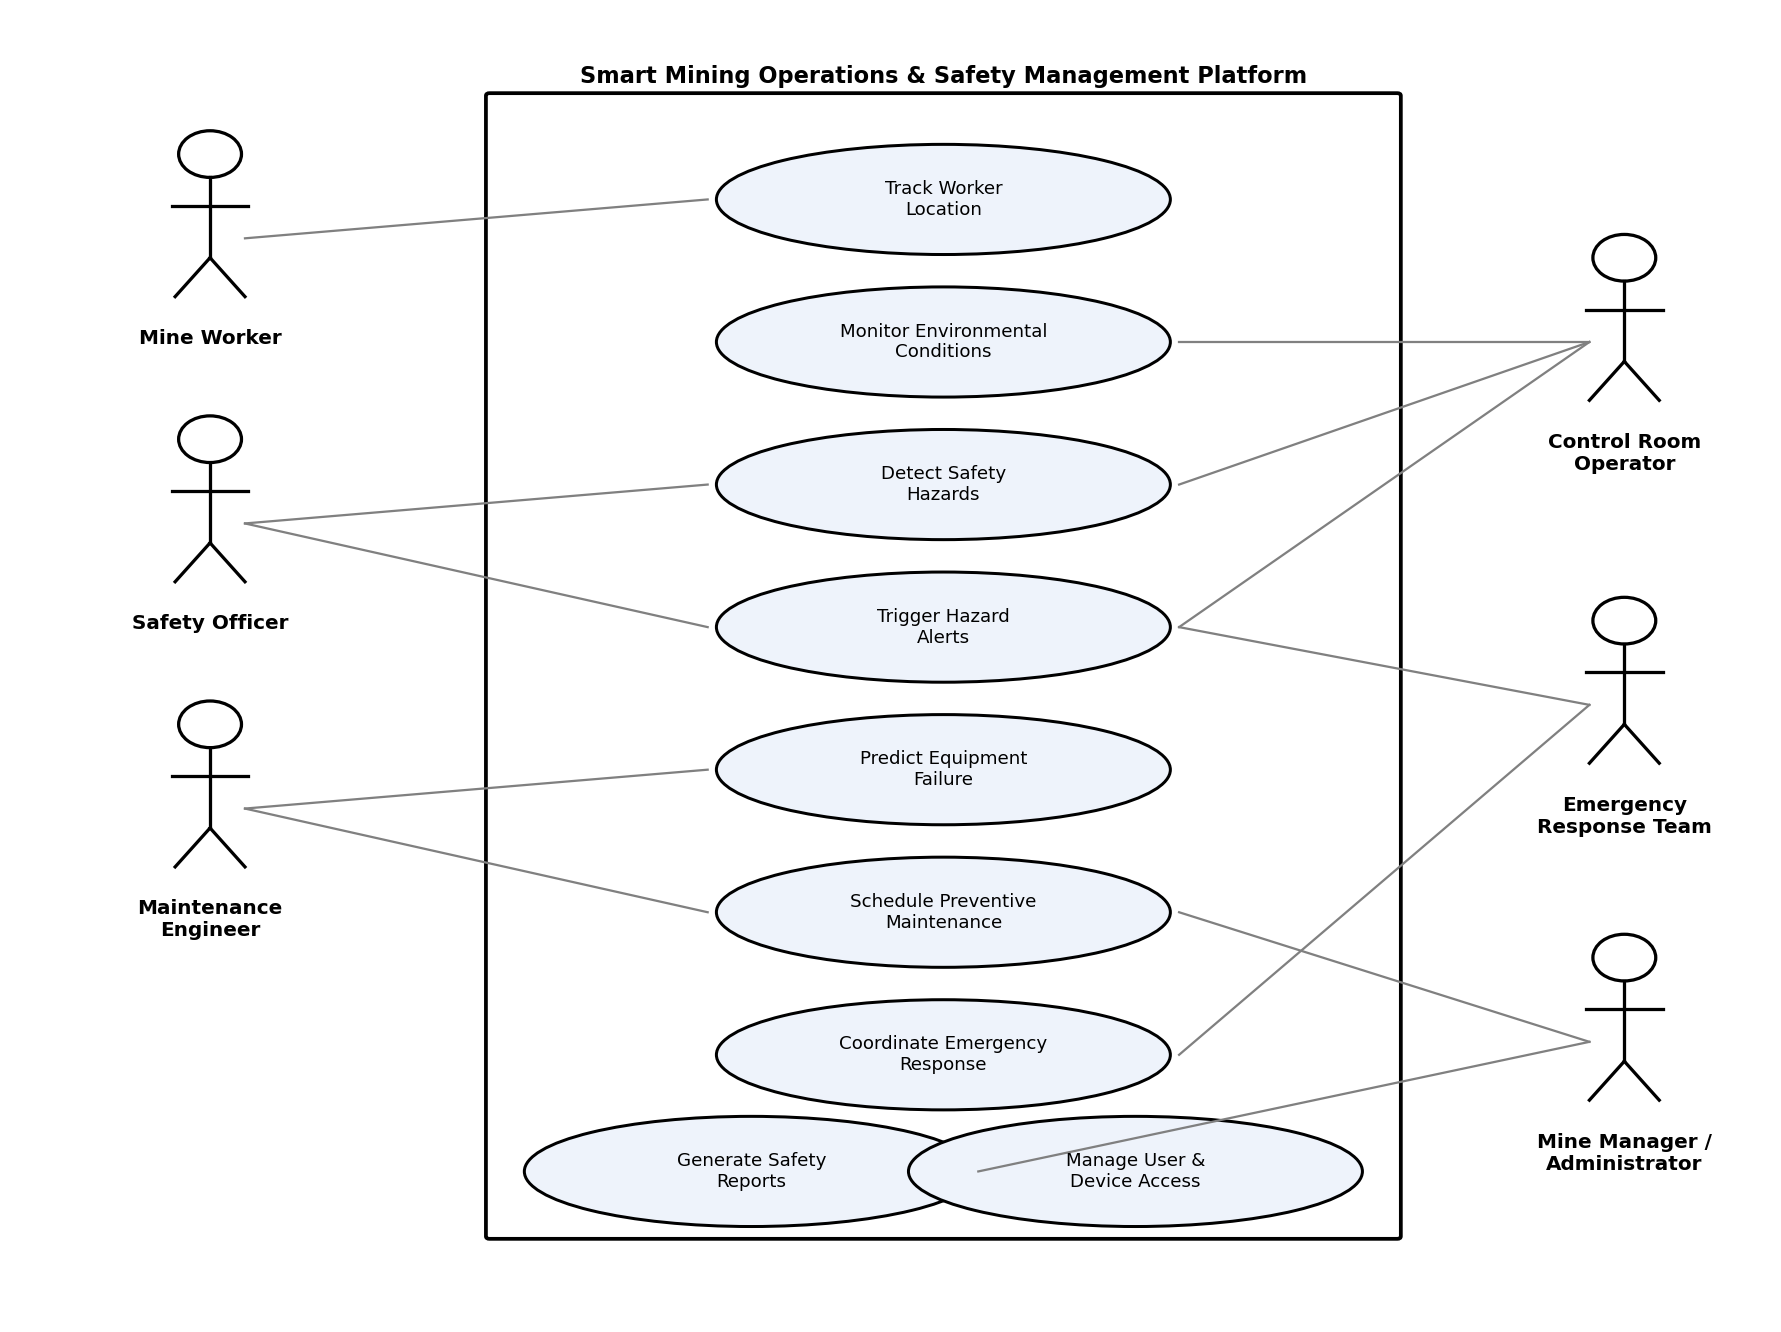 Smart Mining Operations & Safety Management Platform
Mine Worker
Safety Officer
Maintenance
Engineer
Track Worker
Location
Monitor Environmental
Conditions
Detect Safety
Hazards
Trigger Hazard
Alerts
Predict Equipment
Failure
Schedule Preventive
Maintenance
Coordinate Emergency
Response
Generate Safety
Reports
Manage User &
Device Access
Control Room
Operator
Emergency
Response Team
Mine Manager /
Administrator